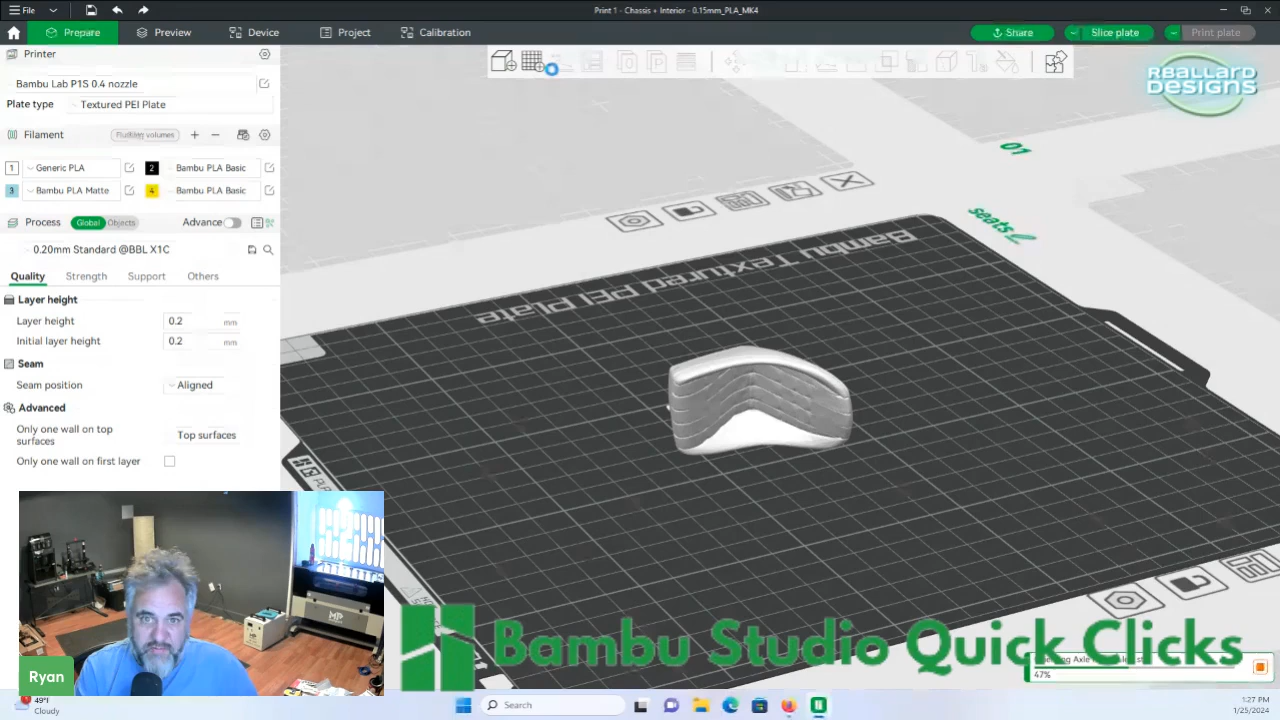 File
Print 1 - Chassis + Interior - 0.15mm_PLA_MK4
Prepare
Preview
Device
Project
Calibration
Share
Slice plate
Print plate
Printer
Bambu Lab P1S 0.4 nozzle
Plate type
Textured PEI Plate
Filament
Flushing volumes
1
Generic PLA
2
Bambu PLA Basic
3
Bambu PLA Matte
4
Bambu PLA Basic
Process
Global
Objects
Advance
0.20mm Standard @BBL X1C
Quality
Strength
Support
Others
Layer height
Layer height
0.2
mm
Initial layer height
0.2
mm
Seam
Seam position
Aligned
Advanced
Only one wall on top surfaces
Top surfaces
Only one wall on first layer
RBALLARD
DESIGNS
01
seats
Bambu Textured PEI Plate
HP
Ryan
Bambu Studio Quick Clicks
47%
49°F
Cloudy
Search
1:27 PM
1/25/2024